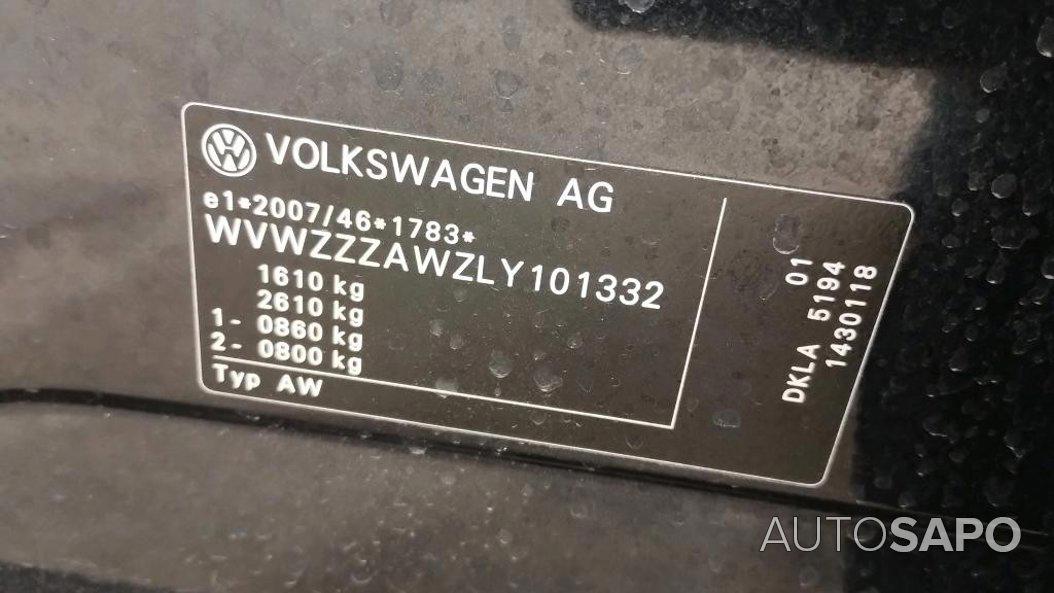 VOLKSWAGEN AG
e1*2007/46*1783*
WVWZZZAWZLY101332
1610 kg
2610 kg
1- 0860 kg
2- 0800 kg
Typ AW
01
DKLA 5194
1430118
AUTOSAPO